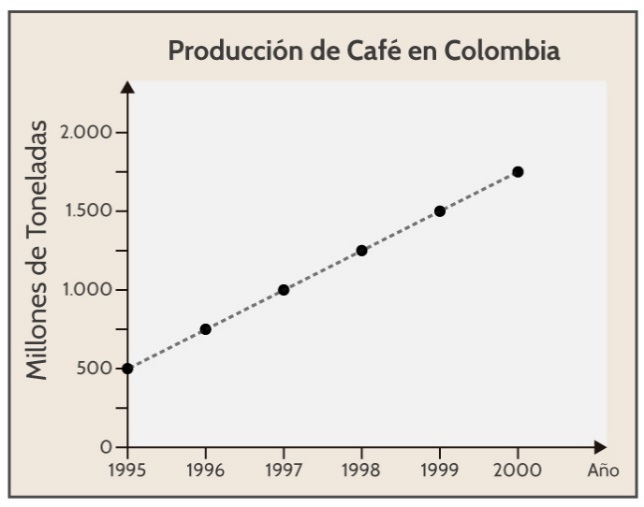 Producción de Café en Colombia
Millones de Toneladas
2.000
1.500
1.000
500
0
1995 1996 1997 1998 1999 2000 Año